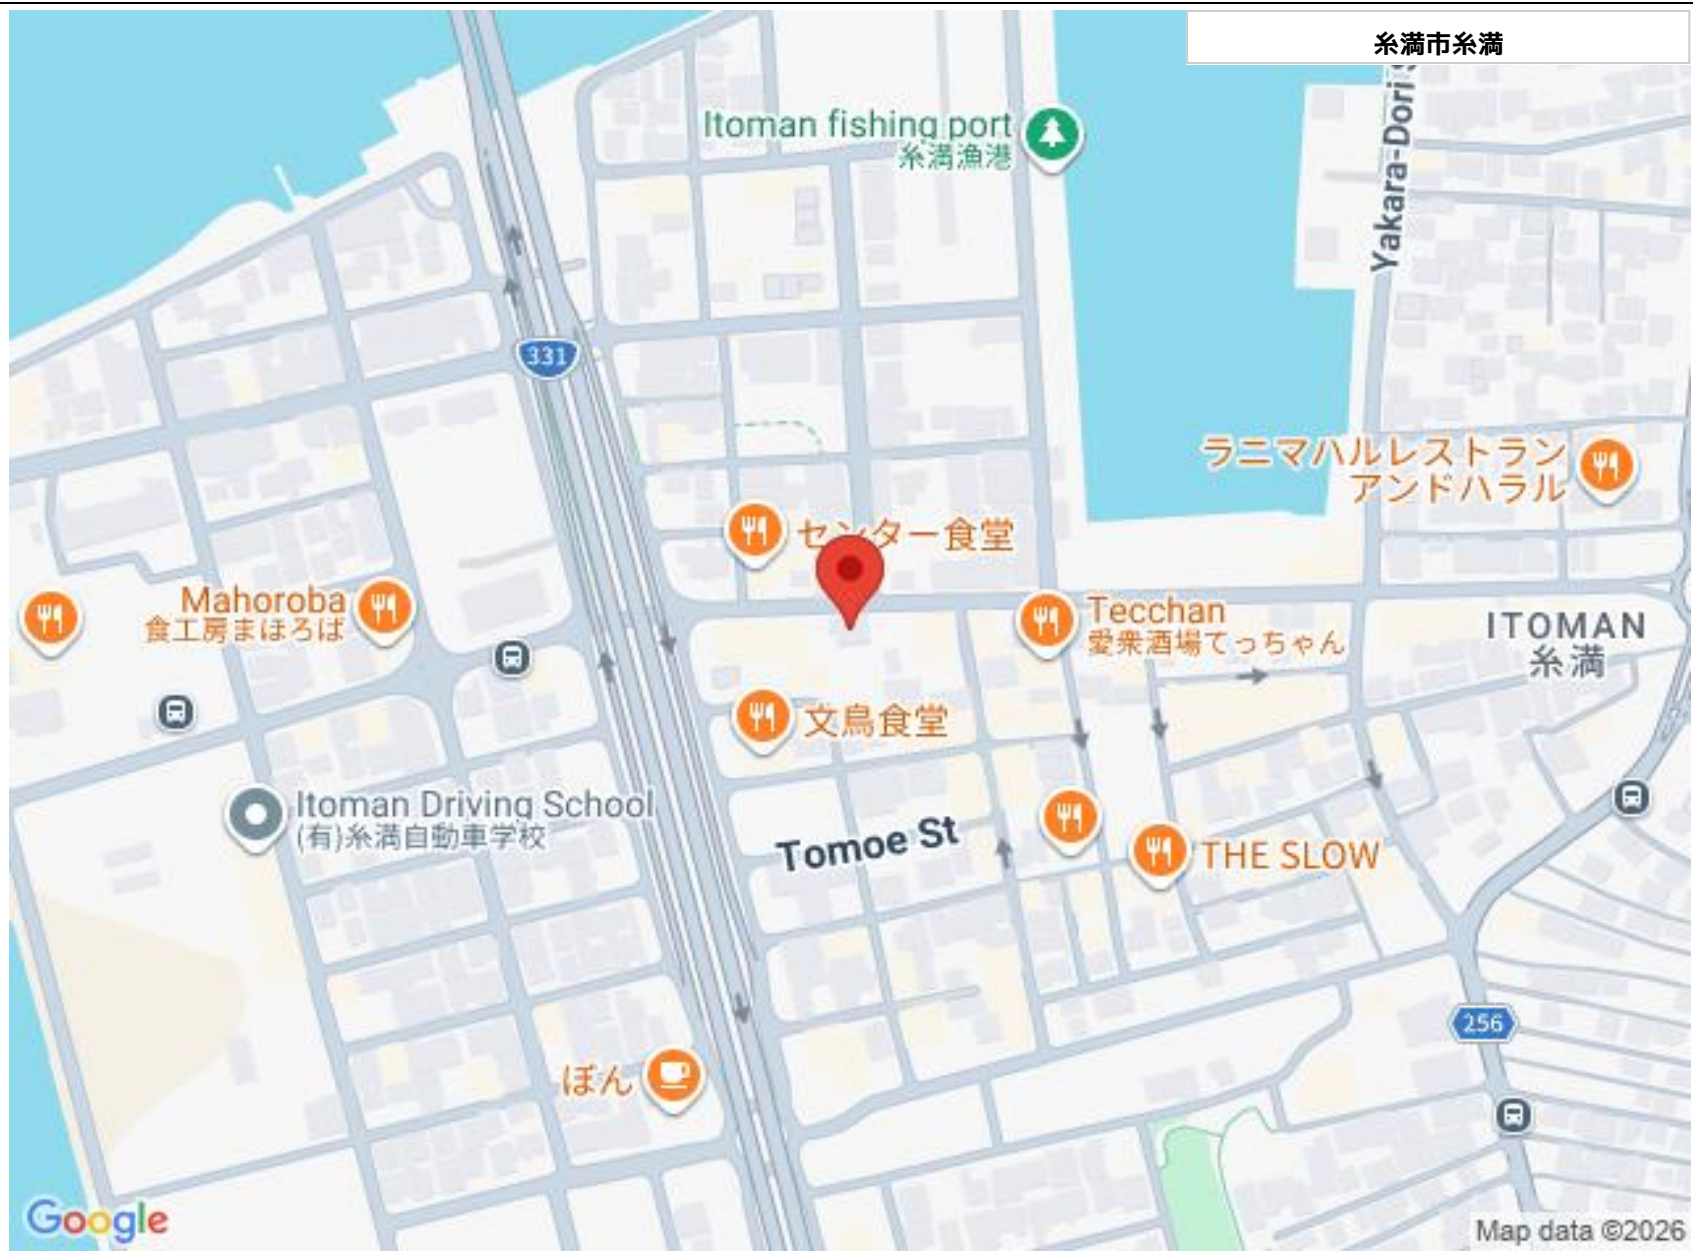 糸満市糸満
Yakara-Dori S
Itoman fishing port
糸満漁港
331
ラニマハルレストラン
アンドハラル
センター食堂
Mahoroba
食工房まほろば
Tecchan
愛衆酒場てっちゃん
ITOMAN
糸満
文鳥食堂
Itoman Driving School
(有)糸満自動車学校
Tomoe St
THE SLOW
256
ぼん
Google
Map data ©2026